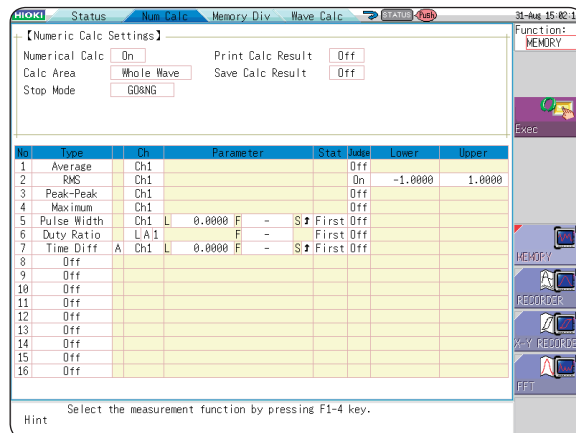 HIOKI Status Num Calc Memory Div Wave Calc STATUS Push 31-Aug 15:02:1
Function:
MEMORY
【Numeric Calc Settings】
Numerical Calc On Print Calc Result Off
Calc Area Whole Wave Save Calc Result Off
Stop Mode GO&NG
Exec
No Type Ch Parameter Stat Judge Lower Upper
1 Average Ch1 Off
2 RMS Ch1 On -1.0000 1.0000
3 Peak-Peak Ch1 Off
4 Maximum Ch1 Off
5 Pulse Width Ch1 L 0.0000 F - S First Off
6 Duty Ratio L A 1 F - Off
7 Time Diff A Ch1 L 0.0000 F - S First Off
8 Off
9 Off
10 Off
11 Off
12 Off
13 Off
14 Off
15 Off
16 Off
MEMORY
RECORDER
X-Y RECORDE
FFT
Select the measurement function by pressing F1-4 key.
Hint